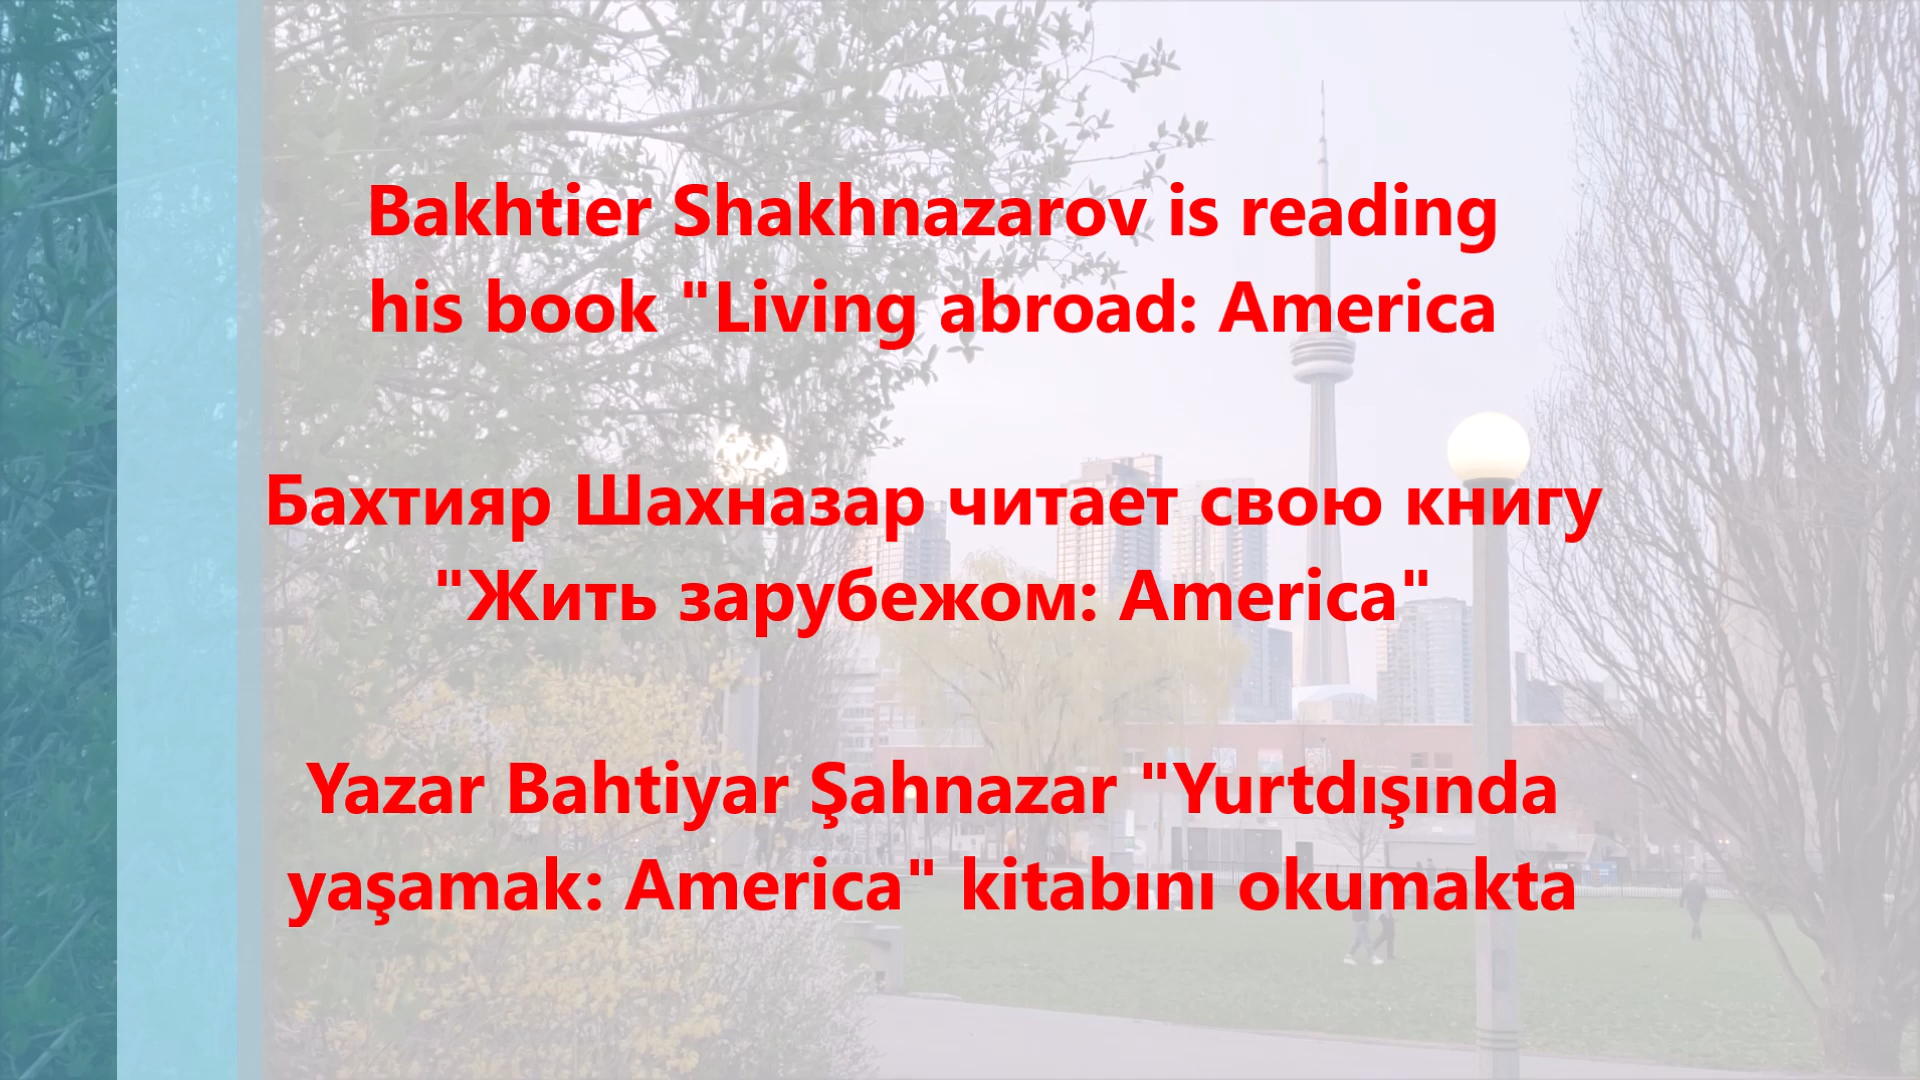 Bakhtier Shakhnazarov is reading
his book "Living abroad: America
Бахтияр Шахназар читает свою книгу
"Жить зарубежом: America"
Yazar Bahtiyar Şahnazar "Yurtdışında
yaşamak: America" kitabını okumakta